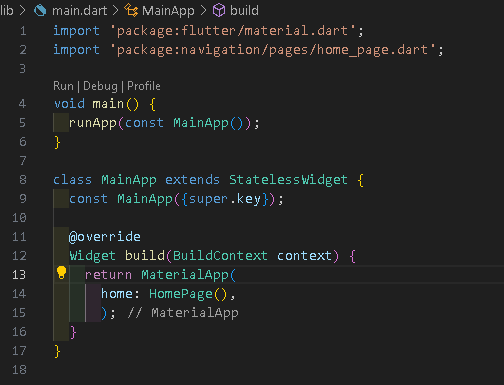 lib > main.dart > MainApp > build
1 import 'package:flutter/material.dart';
2 import 'package:navigation/pages/home_page.dart';
3
Run | Debug | Profile
4 void main() {
5   runApp(const MainApp());
6 }
7
8 class MainApp extends StatelessWidget {
9   const MainApp({super.key});
10
11   @override
12   Widget build(BuildContext context) {
13     return MaterialApp(
14       home: HomePage(),
15       ); // MaterialApp
16   }
17 }
18